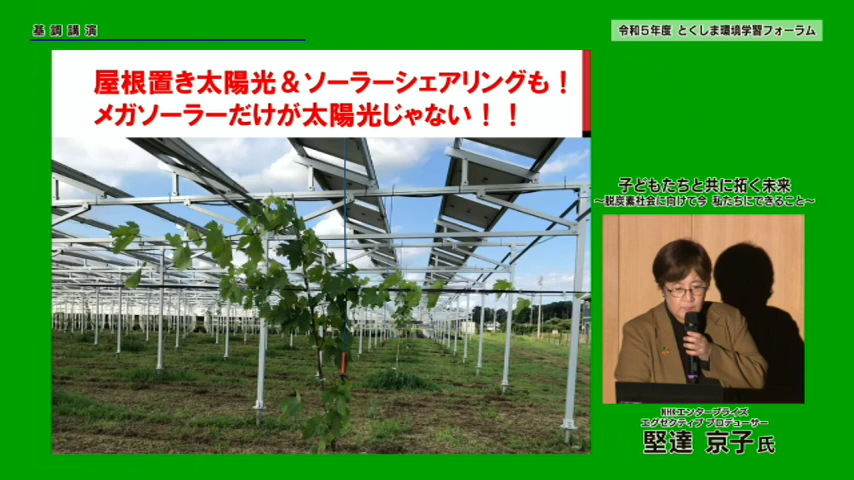 基調講演
令和5年度 とくしま環境学習フォーラム
屋根置き太陽光＆ソーラーシェアリングも！
メガソーラーだけが太陽光じゃない！！
子どもたちと共に拓く未来
～脱炭素社会に向けて今 私たちにできること～
NHKエンタープライズ
エグゼクティブ プロデューサー
堅達 京子氏